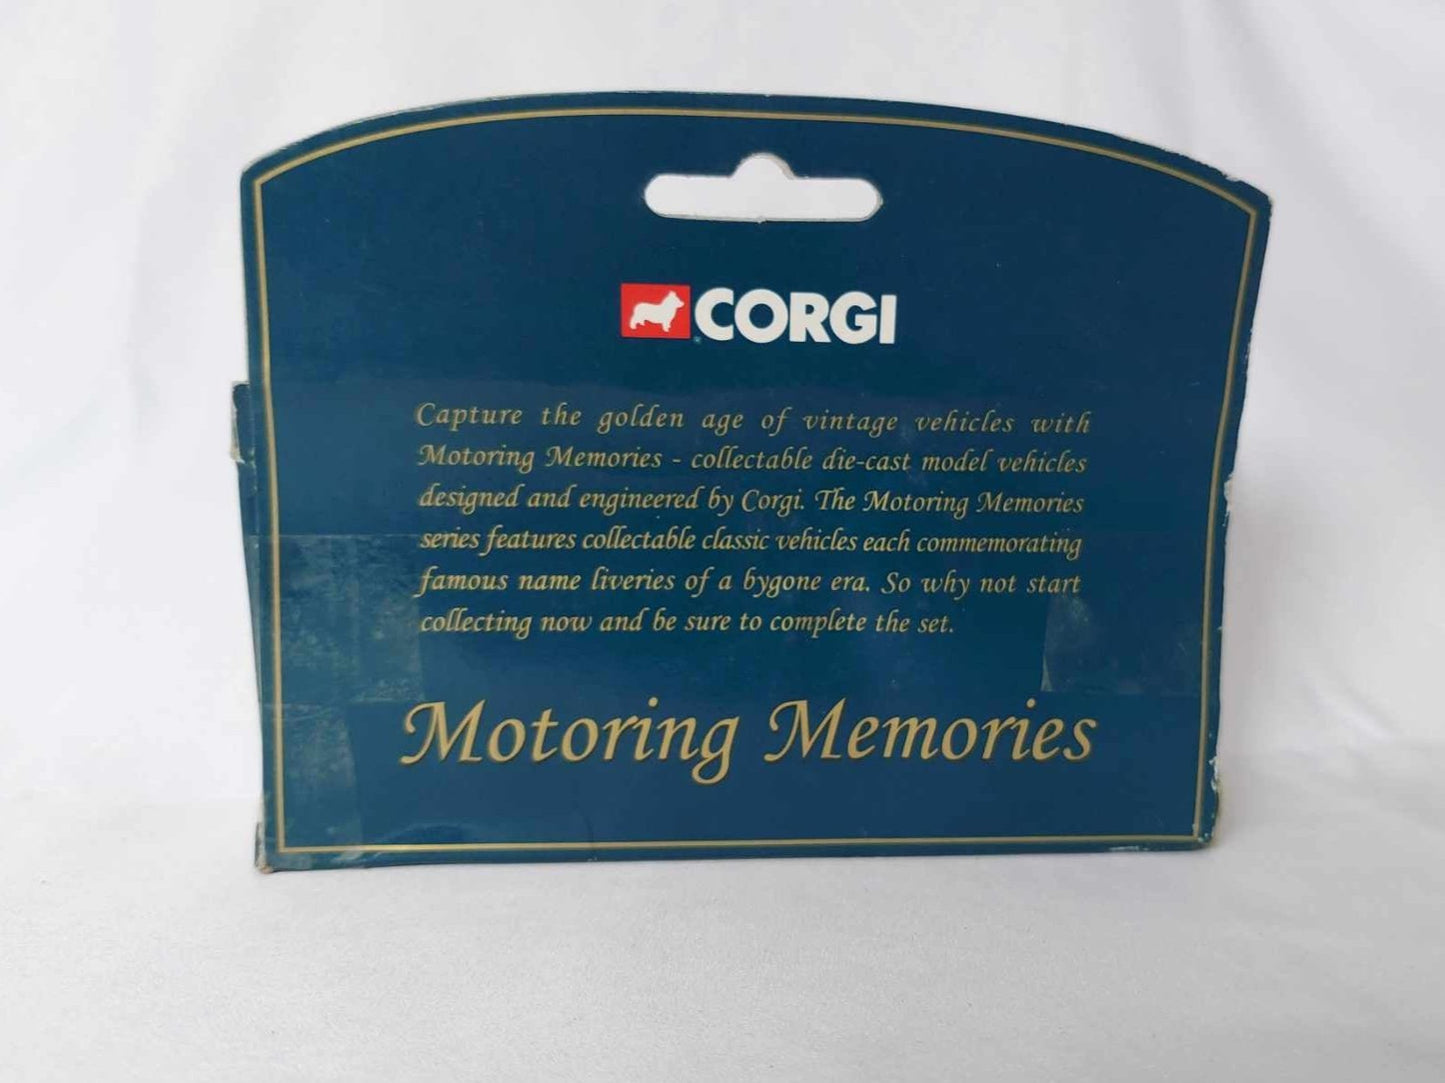 CORGI
Capture the golden age of vintage vehicles with
Motoring Memories - collectable die-cast model vehicles
designed and engineered by Corgi. The Motoring Memories
series features collectable classic vehicles each commemorating
famous name liveries of a bygone era. So why not start
collecting now and be sure to complete the set.
Motoring Memories